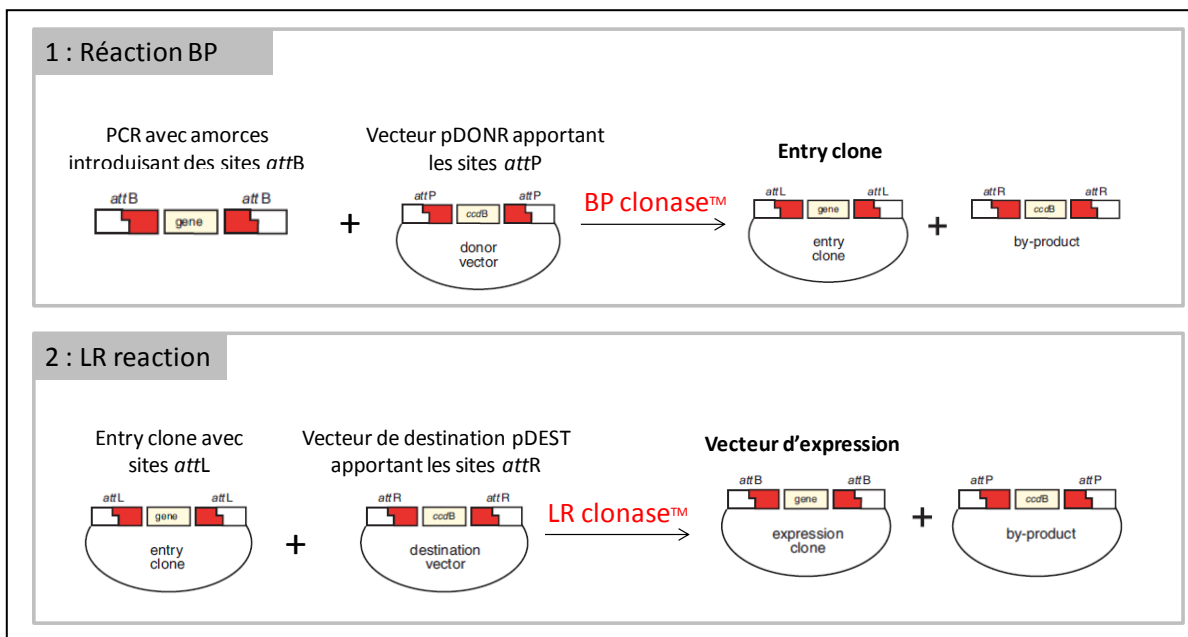 1 : Réaction BP
PCR avec amorces
introduisant des sites attB
Vecteur pDONR apportant
les sites attP
Entry clone
attB attB
gene
+
attP attP
ccdB
donor
vector
BP clonase™
attL attL
gene
entry
clone
+
attR attR
ccdB
by-product
2 : LR reaction
Entry clone avec
sites attL
Vecteur de destination pDEST
apportant les sites attR
Vecteur d’expression
attL attL
gene
entry
clone
+
attR attR
ccdB
destination
vector
LR clonase™
attB attB
gene
expression
clone
+
attP attP
ccdB
by-product